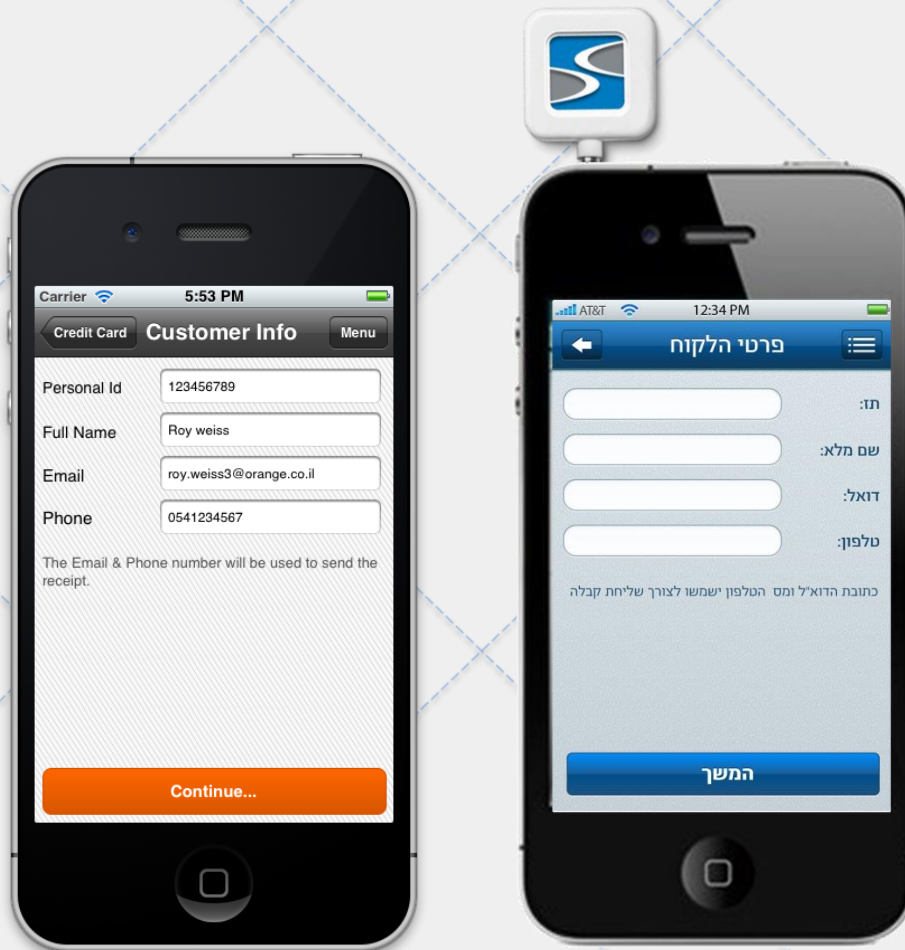 Carrier 5:53 PM
Credit Card Customer Info Menu
Personal Id 123456789
Full Name Roy weiss
Email roy.weiss3@orange.co.il
Phone 0541234567
The Email & Phone number will be used to send the
receipt.
Continue...
AT&T 12:34 PM
פרטי הלקוח
תז:
שם מלא:
דואל:
טלפון:
כתובת הדוא"ל ומס הטלפון ישמשו לצורך שליחת קבלה
המשך